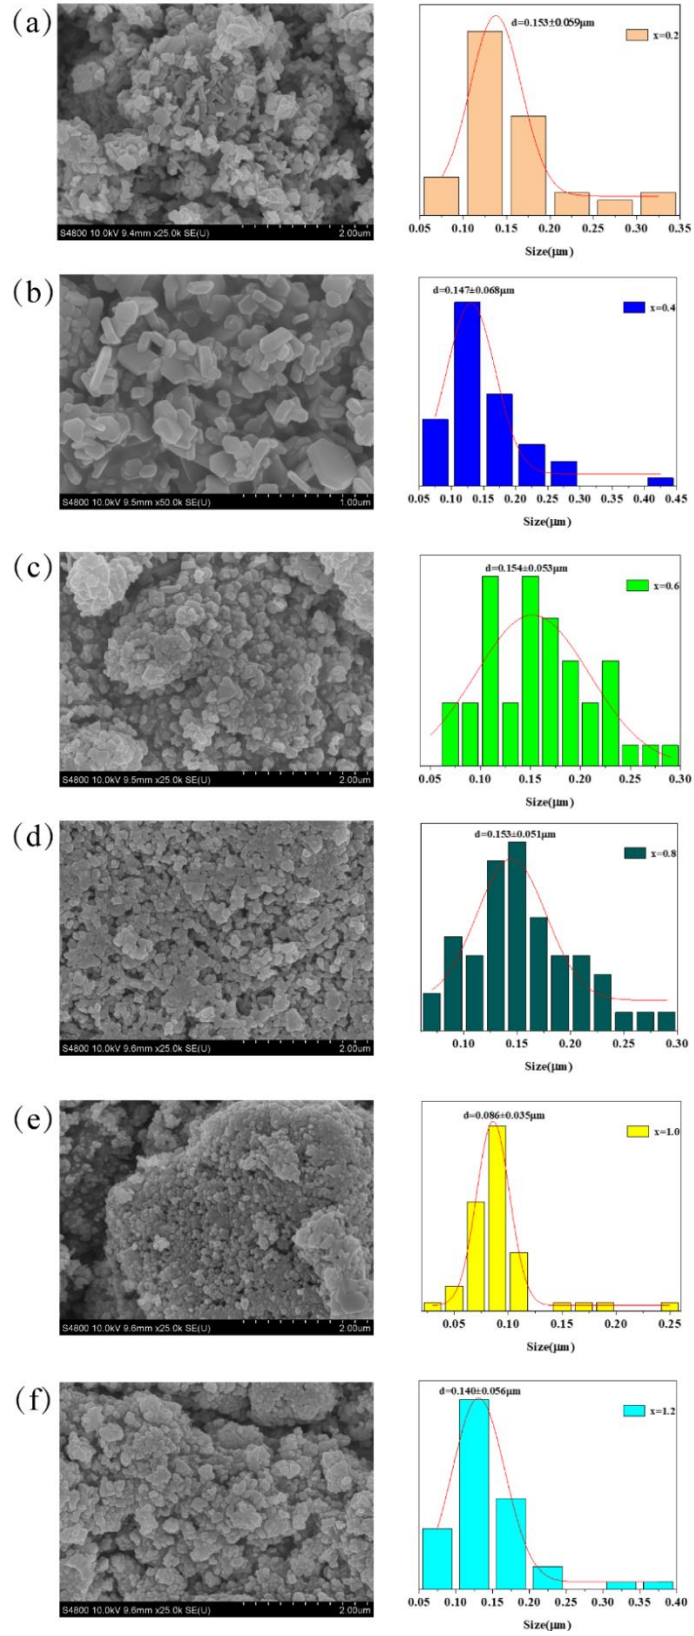 (a)
S4800 10.0kV 9.4mm x25.0k SE(U) 2.00um
d=0.153±0.059μm
x=0.2
0.05 0.10 0.15 0.20 0.25 0.30 0.35
Size(μm)
(b)
S4800 10.0kV 9.5mm x50.0k SE(U) 1.00um
d=0.147±0.068μm
x=0.4
0.05 0.10 0.15 0.20 0.25 0.30 0.35 0.40 0.45
Size(μm)
(c)
S4800 10.0kV 9.5mm x25.0k SE(U) 2.00um
d=0.154±0.053μm
x=0.6
0.05 0.10 0.15 0.20 0.25 0.30
Size(μm)
(d)
S4800 10.0kV 9.6mm x25.0k SE(U) 2.00um
d=0.153±0.051μm
x=0.8
0.10 0.15 0.20 0.25 0.30
Size(μm)
(e)
S4800 10.0kV 9.6mm x25.0k SE(U) 2.00um
d=0.086±0.035μm
x=1.0
0.05 0.10 0.15 0.20 0.25
Size(μm)
(f)
S4800 10.0kV 9.6mm x25.0k SE(U) 2.00um
d=0.140±0.056μm
x=1.2
0.05 0.10 0.15 0.20 0.25 0.30 0.35 0.40
Size(μm)